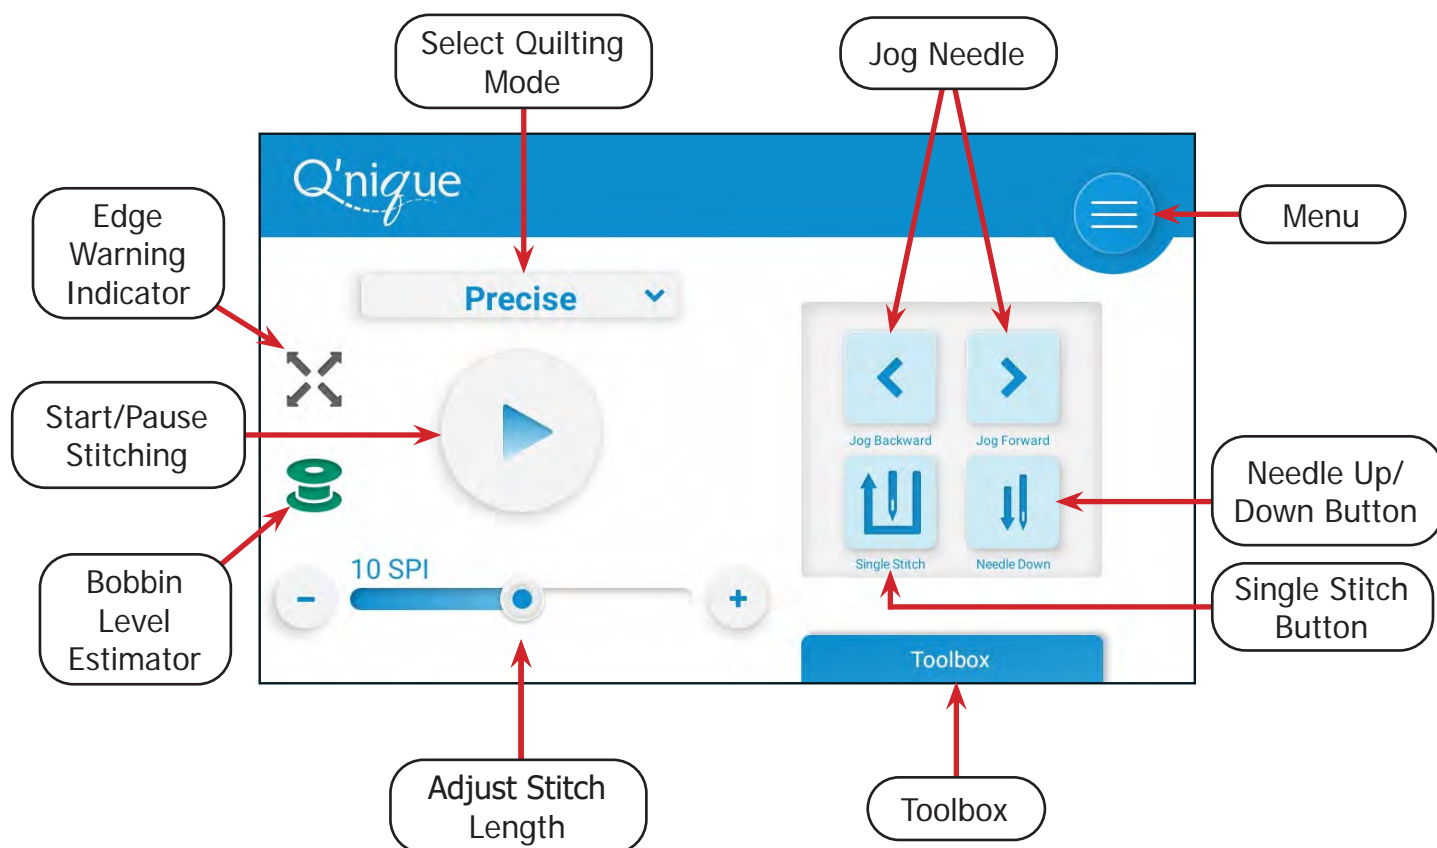 Select Quilting
Mode
Jog Needle
Q'nique
Edge
Warning
Indicator
Menu
Precise
Start/Pause
Stitching
Jog Backward
Jog Forward
Needle Up/
Down Button
10 SPI
-
+
Single Stitch
Needle Down
Bobbin
Level
Estimator
Single Stitch
Button
Toolbox
Adjust Stitch
Length
Toolbox